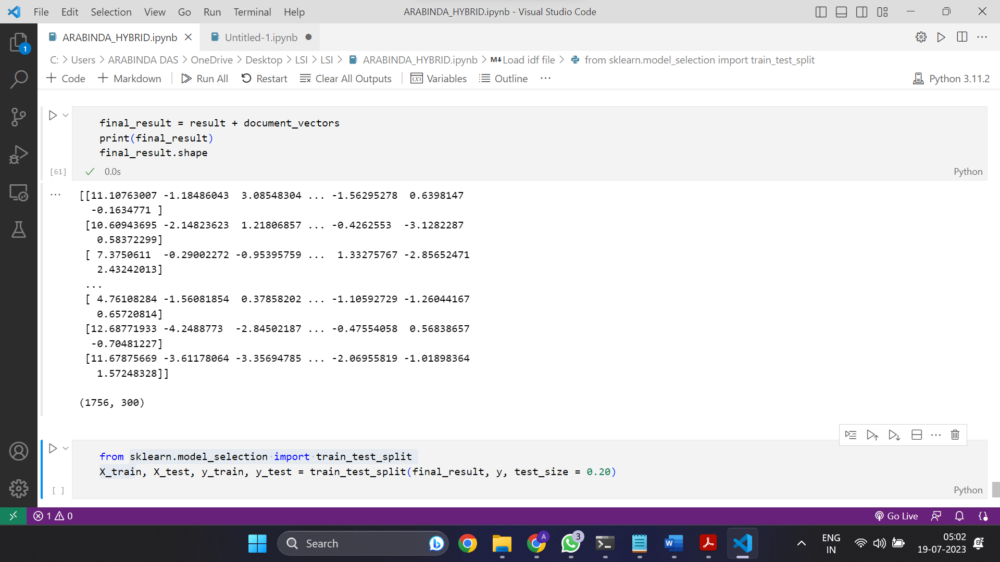 File Edit Selection View Go Run Terminal Help ARABINDA_HYBRID.ipynb - Visual Studio Code
ARABINDA_HYBRID.ipynb Untitled-1.ipynb
C: > Users > ARABINDA DAS > OneDrive > Desktop > LSI > LSI > ARABINDA_HYBRID.ipynb > M↓Load idf file > from sklearn.model_selection import train_test_split
+ Code + Markdown Run All Restart Clear All Outputs Variables Outline ... Python 3.11.2
final_result = result + document_vectors
print(final_result)
final_result.shape
[61] ✓ 0.0s Python
... [[11.10763007 -1.18486043 3.08548304 ... -1.56295278 0.6398147
-0.1634771 ]
[10.60943695 -2.14823623 1.21806857 ... -0.4262553 -3.1282287
0.58372299]
[ 7.3750611 -0.29002272 -0.95395759 ... 1.33275767 -2.85652471
2.43242013]
...
[ 4.76108284 -1.56081854 0.37858202 ... -1.10592729 -1.26044167
0.65720814]
[12.68771933 -4.2488773 -2.84502187 ... -0.47554058 0.56838657
-0.70481227]
[11.67875669 -3.61178064 -3.35694785 ... -2.06955819 -1.01898364
1.57248328]]
(1756, 300)
from sklearn.model_selection import train_test_split
X_train, X_test, y_train, y_test = train_test_split(final_result, y, test_size = 0.20)
[ ] Python
1 0 Go Live
1
Search
A
3
ENG
IN
05:02
19-07-2023